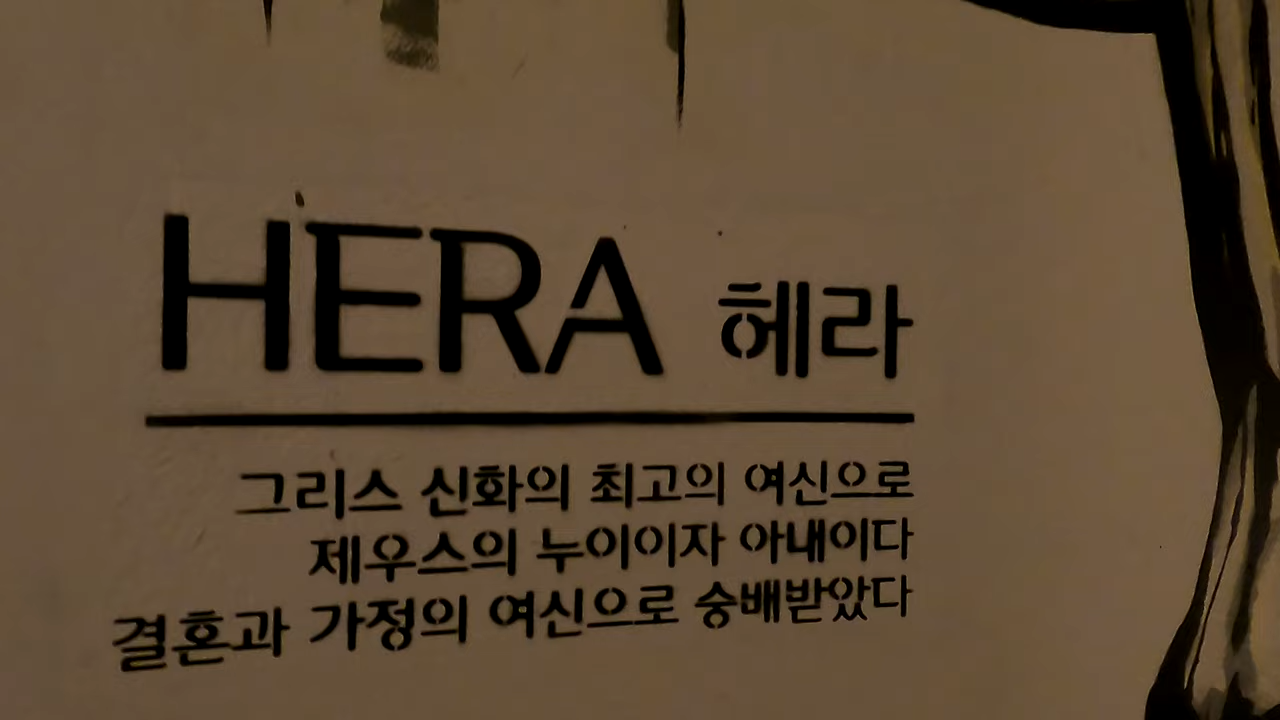 HERA 헤라
그리스 신화의 최고의 여신으로
제우스의 누이이자 아내이다
결혼과 가정의 여신으로 숭배받았다